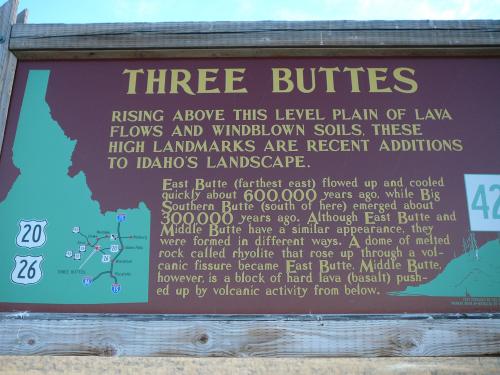 THREE BUTTES
RISING ABOVE THIS LEVEL PLAIN OF LAVA
FLOWS AND WINDBLOWN SOILS, THESE
HIGH LANDMARKS ARE RECENT ADDITIONS
TO IDAHO'S LANDSCAPE.
East Butte (farthest east) flowed up and cooled
quickly about 600,000 years ago, while Big
Southern Butte (south of here) emerged about
300,000 years ago. Although East Butte and
Middle Butte have a similar appearance, they
were formed in different ways. A dome of melted
rock called rhyolite that rose up through a vol-
canic fissure became East Butte. Middle Butte,
however, is a block of hard lava (basalt) push-
ed up by volcanic activity from below.
20
26
THREE BUTTES
15
42